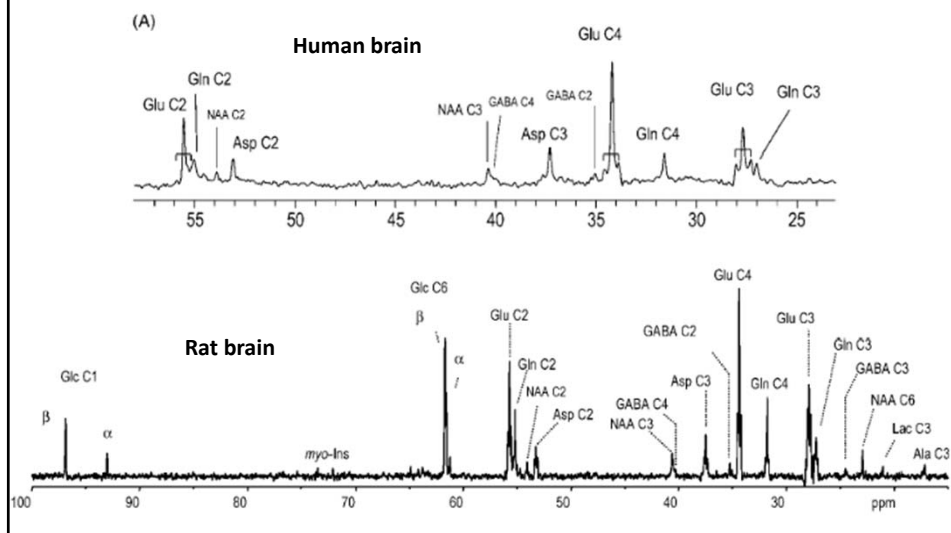 (A)
Human brain
Glu C4
Gln C2
Glu C2
NAA C2
Asp C2
NAA C3
GABA C4
GABA C2
Asp C3
Gln C4
Glu C3
Gln C3
55 50 45 40 35 30 25
Rat brain
Glc C1
β
α
myo-Ins
Glc C6
β
α
Glu C2
Gln C2
NAA C2
Asp C2
GABA C4
NAA C3
Asp C3
GABA C2
Glu C4
Gln C4
Glu C3
Gln C3
GABA C3
NAA C6
Lac C3
Ala C3
100 90 80 70 60 50 40 30 ppm